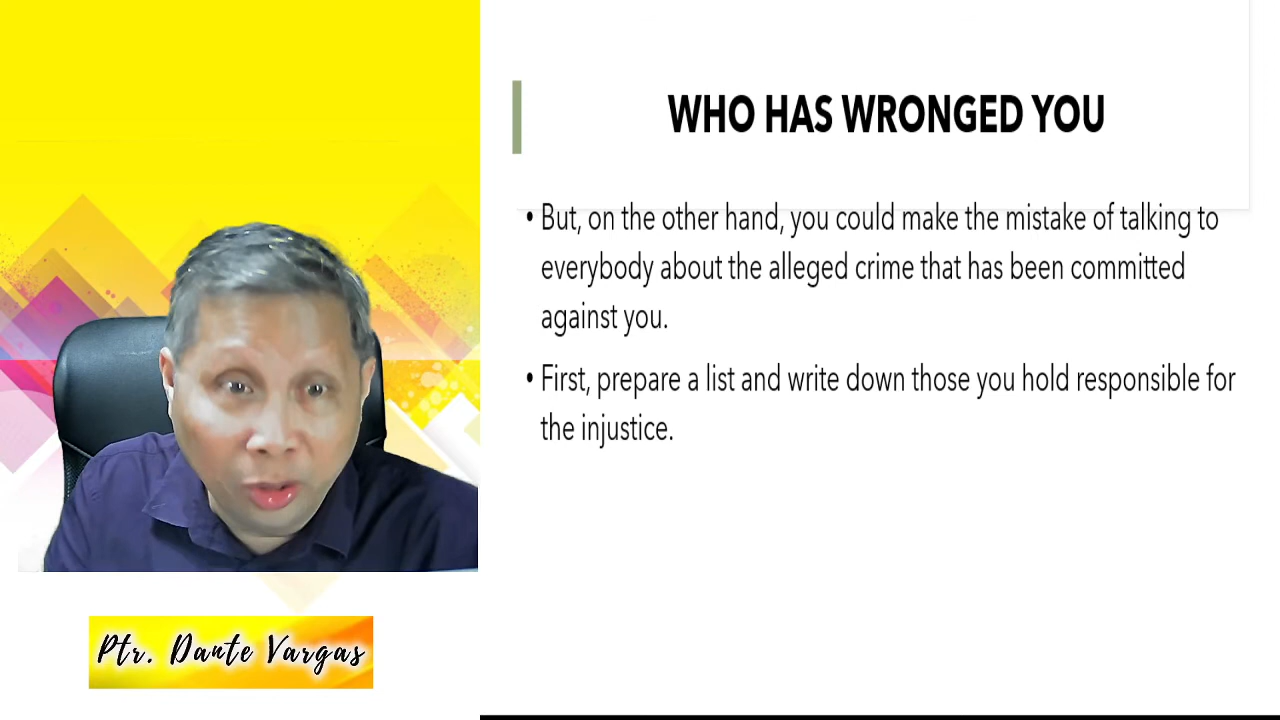 WHO HAS WRONGED YOU
• But, on the other hand, you could make the mistake of talking to
everybody about the alleged crime that has been committed
against you.
• First, prepare a list and write down those you hold responsible for
the injustice.
Ptr. Dante Vargas